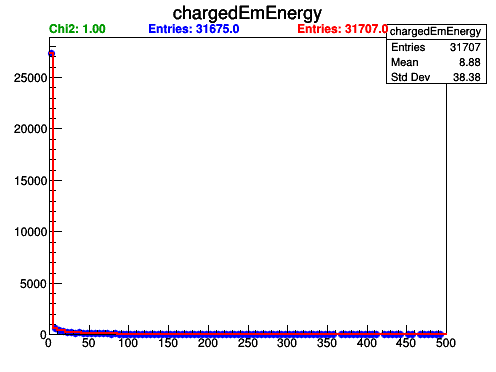 chargedEmEnergy
Chi2: 1.00 Entries: 31675.0 Entries: 31707.0
chargedEmEnergy
Entries 31707
Mean 8.88
Std Dev 38.38
25000
20000
15000
10000
5000
0
0 50 100 150 200 250 300 350 400 450 500